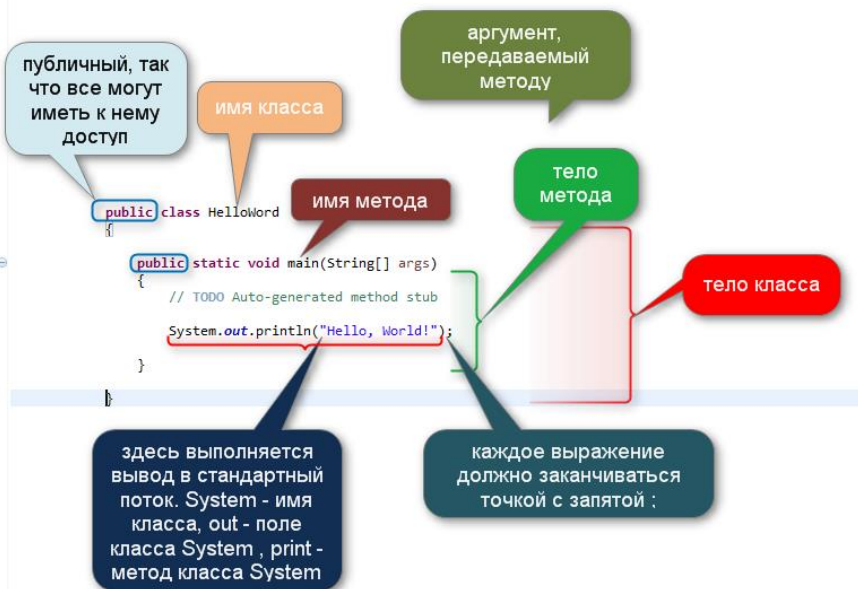 аргумент,
передаваемый
методу
публичный, так
что все могут
иметь к нему
доступ
имя класса
тело
метода
имя метода
public class HelloWord
{
public static void main(String[] args)
{
// TODO Auto-generated method stub
System.out.println("Hello, World!");
}
}
тело класса
здесь выполняется
вывод в стандартный
поток. System - имя
класса, out - поле
класса System , print -
метод класса System
каждое выражение
должно заканчиваться
точкой с запятой ;